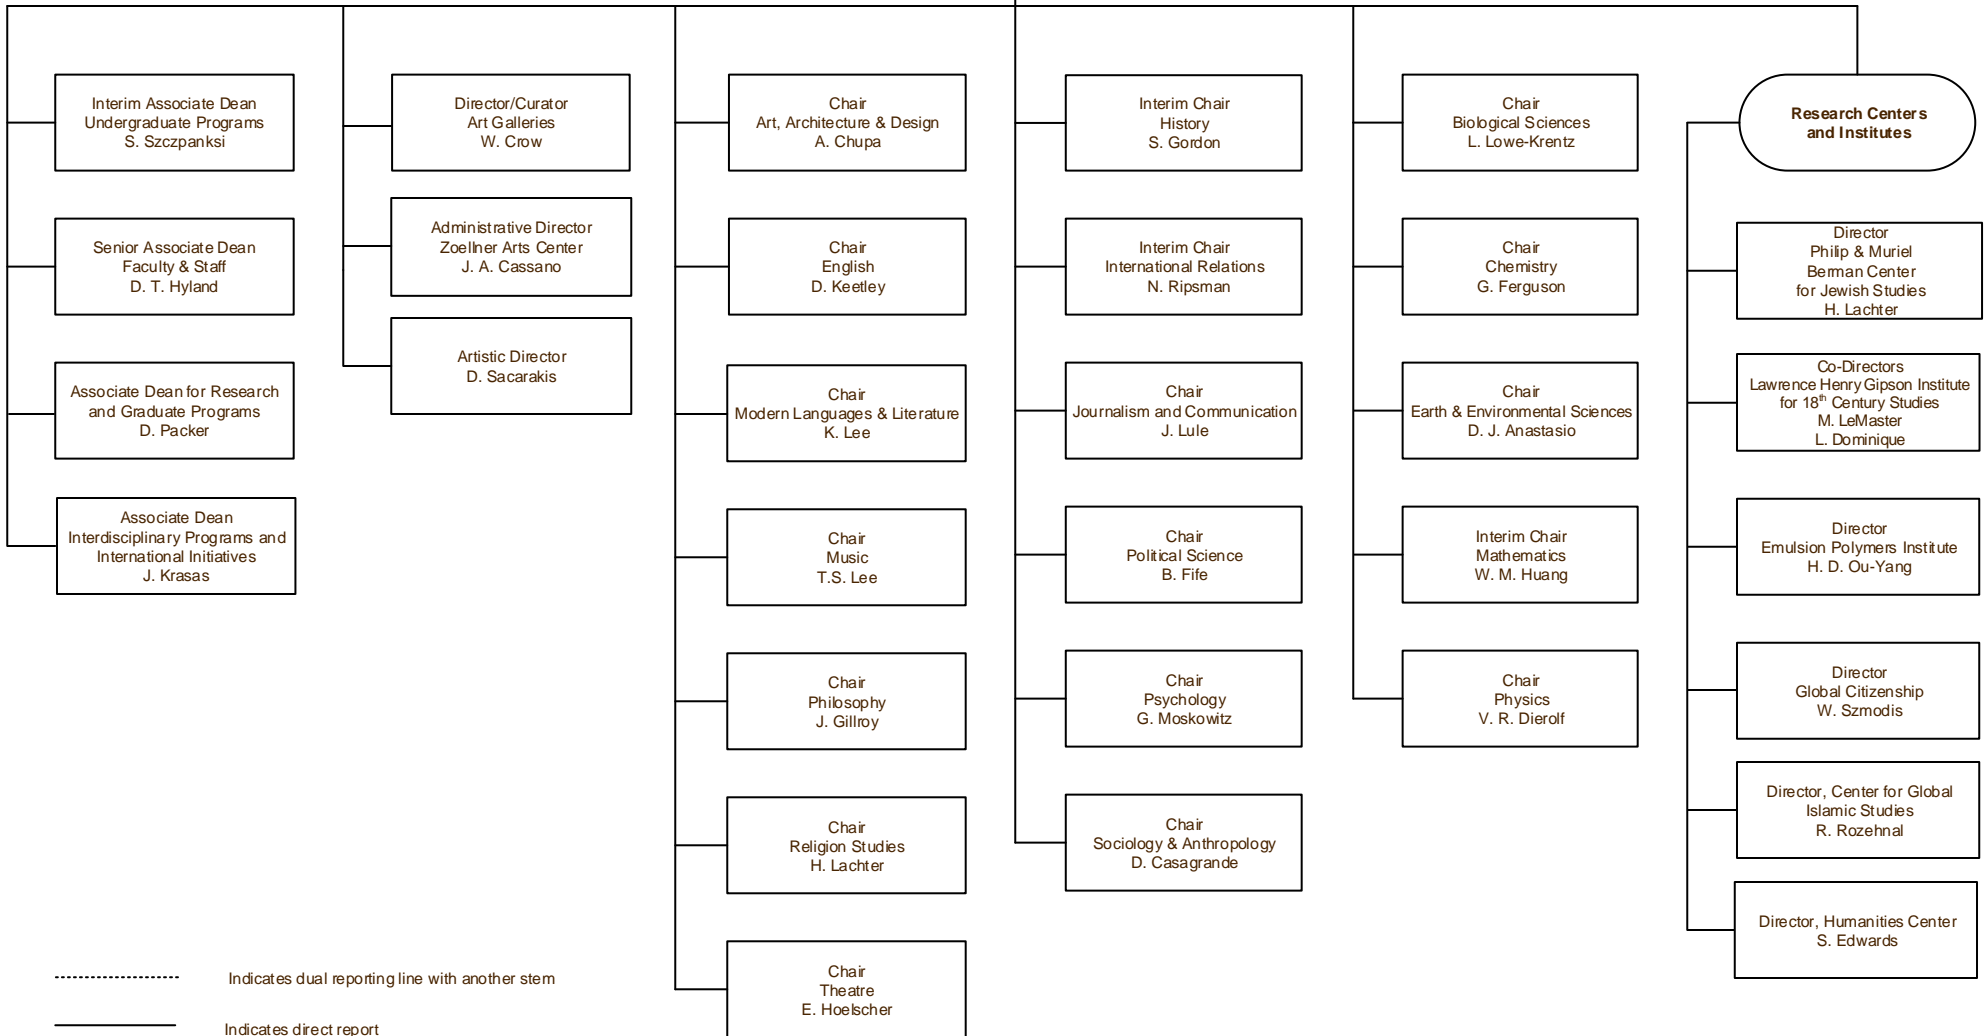 Interim Associate Dean
Undergraduate Programs
S. Szczpanksi
Senior Associate Dean
Faculty & Staff
D. T. Hyland
Associate Dean for Research
and Graduate Programs
D. Packer
Associate Dean
Interdisciplinary Programs and
International Initiatives
J. Krasas
Director/Curator
Art Galleries
W. Crow
Administrative Director
Zoellner Arts Center
J. A. Cassano
Artistic Director
D. Sacarakis
Chair
Art, Architecture & Design
A. Chupa
Chair
English
D. Keetley
Chair
Modern Languages & Literature
K. Lee
Chair
Music
T.S. Lee
Chair
Philosophy
J. Gillroy
Chair
Religion Studies
H. Lachter
Chair
Theatre
E. Hoelscher
Interim Chair
History
S. Gordon
Interim Chair
International Relations
N. Ripsman
Chair
Journalism and Communication
J. Lule
Chair
Political Science
B. Fife
Chair
Psychology
G. Moskowitz
Chair
Sociology & Anthropology
D. Casagrande
Chair
Biological Sciences
L. Lowe-Krentz
Chair
Chemistry
G. Ferguson
Chair
Earth & Environmental Sciences
D. J. Anastasio
Interim Chair
Mathematics
W. M. Huang
Chair
Physics
V. R. Dierolf
Research Centers
and Institutes
Director
Philip & Muriel
Berman Center
for Jewish Studies
H. Lachter
Co-Directors
Lawrence Henry Gipson Institute
for 18th Century Studies
M. LeMaster
L. Dominique
Director
Emulsion Polymers Institute
H. D. Ou-Yang
Director
Global Citizenship
W. Szmodis
Director, Center for Global
Islamic Studies
R. Rozehnal
Director, Humanities Center
S. Edwards
Indicates dual reporting line with another stem
Indicates direct report